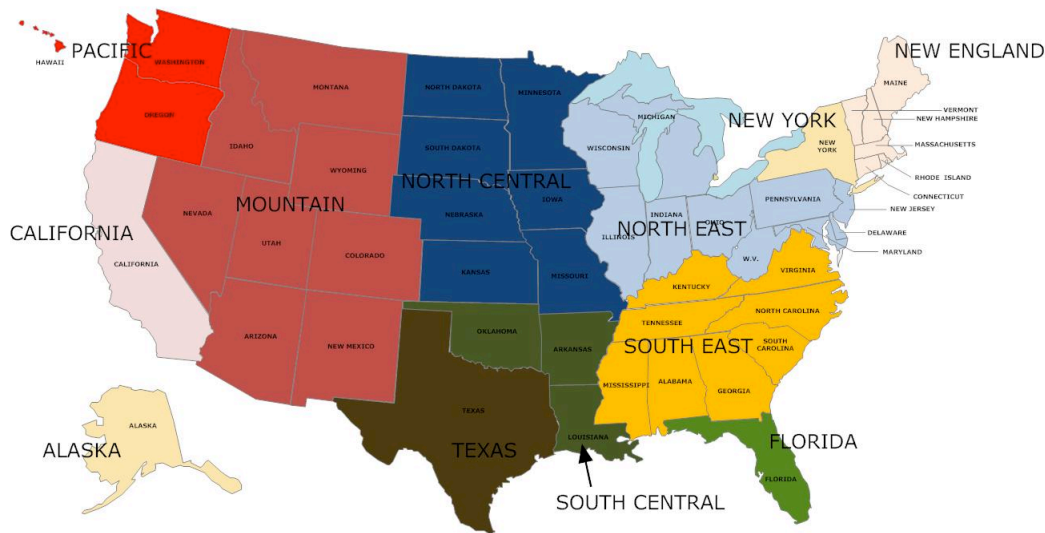 PACIFIC
HAWAII
WASHINGTON
OREGON
NEW ENGLAND
MAINE
VERMONT
NEW HAMPSHIRE
MASSACHUSETTS
RHODE ISLAND
CONNECTICUT
NEW JERSEY
DELAWARE
MARYLAND
MONTANA
IDAHO
WYOMING
MOUNTAIN
NEVADA
UTAH
COLORADO
ARIZONA
NEW MEXICO
CALIFORNIA
CALIFORNIA
NORTH DAKOTA
MINNESOTA
SOUTH DAKOTA
NORTH CENTRAL
IOWA
NEBRASKA
KANSAS
MISSOURI
MICHIGAN
WISCONSIN
NEW YORK
NEW
YORK
PENNSYLVANIA
ILLINOIS
INDIANA
OHIO
NORTH EAST
W.V.
KENTUCKY
VIRGINIA
TENNESSEE
NORTH CAROLINA
SOUTH EAST
SOUTH
CAROLINA
MISSISSIPPI
ALABAMA
GEORGIA
OKLAHOMA
ARKANSAS
LOUISIANA
SOUTH CENTRAL
TEXAS
TEXAS
FLORIDA
FLORIDA
ALASKA
ALASKA